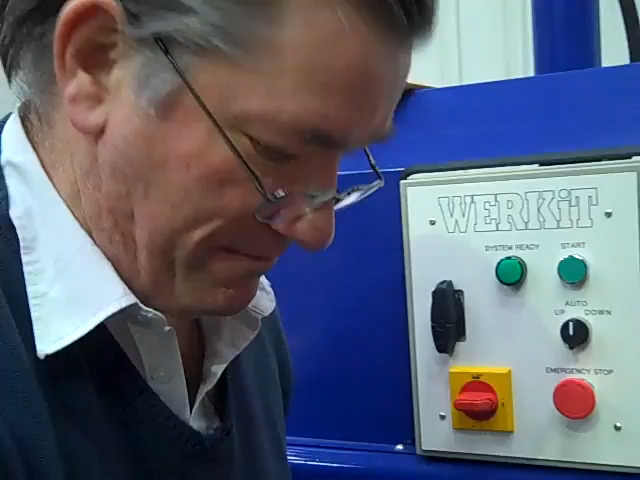 WERKiT
SYSTEM READY START
AUTO
UP DOWN
EMERGENCY STOP